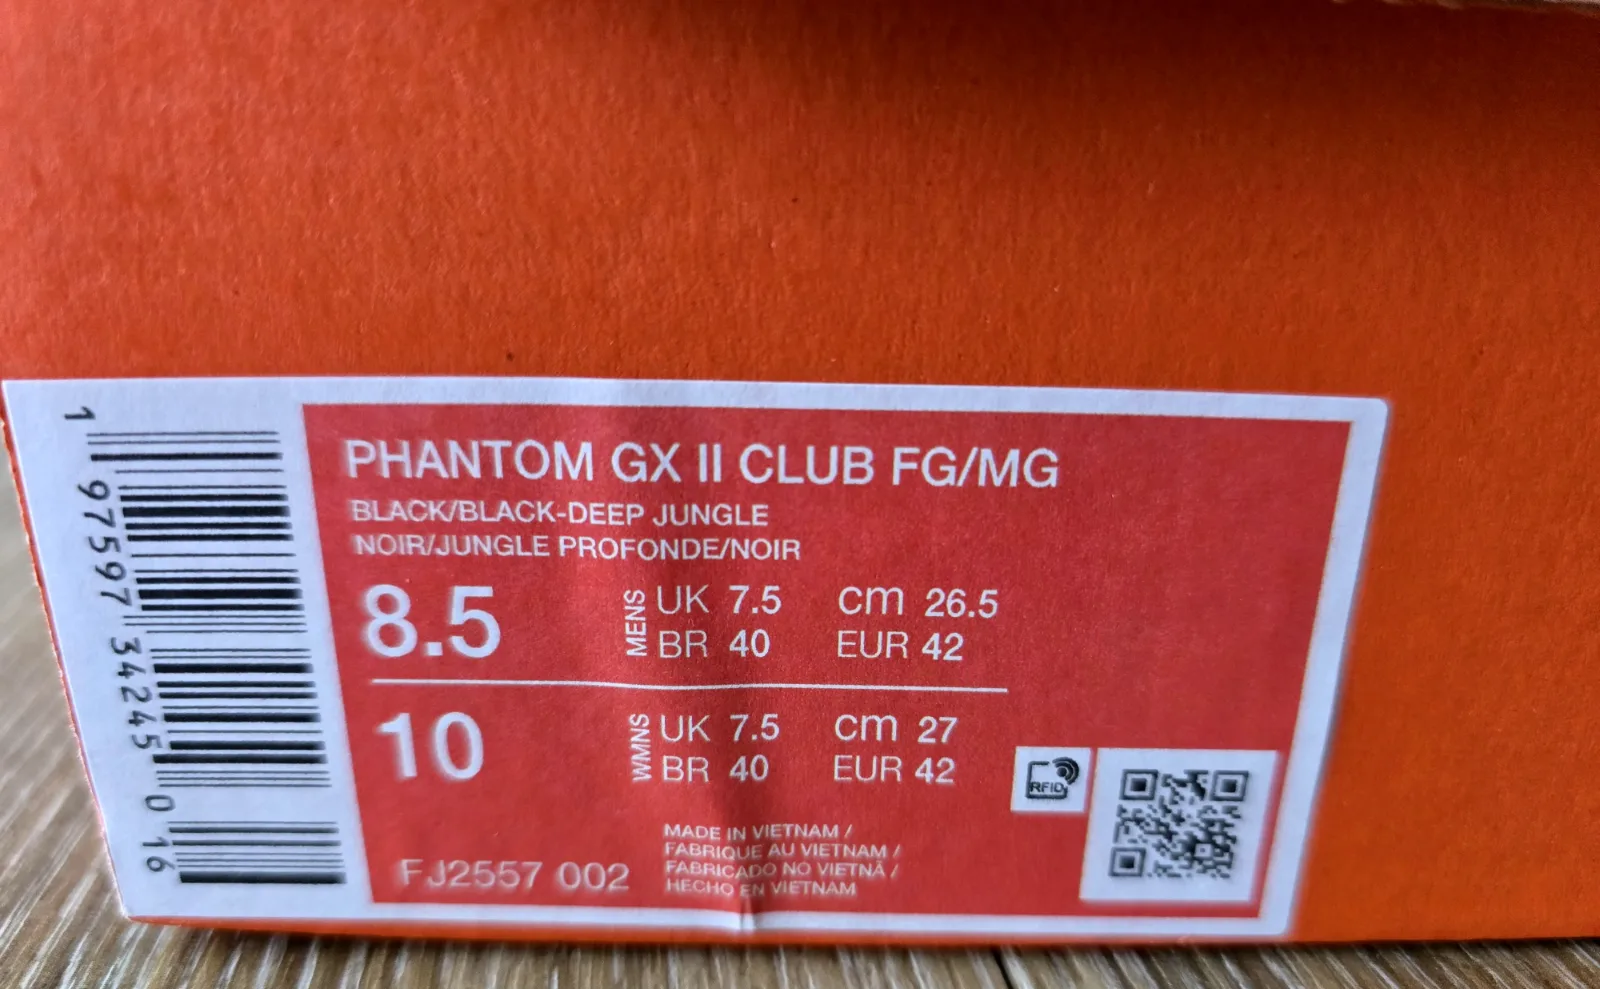 PHANTOM GX II CLUB FG/MG
BLACK/BLACK-DEEP JUNGLE
NOIR/JUNGLE PROFONDE/NOIR
8.5 MENS UK 7.5 cm 26.5
BR 40 EUR 42
10 WMNS UK 7.5 cm 27
BR 40 EUR 42
FJ2557 002
MADE IN VIETNAM /
FABRIQUE AU VIETNAM /
FABRICADO NO VIETNÃ /
HECHO EN VIETNAM
RFID
1 97597 34245 0 16